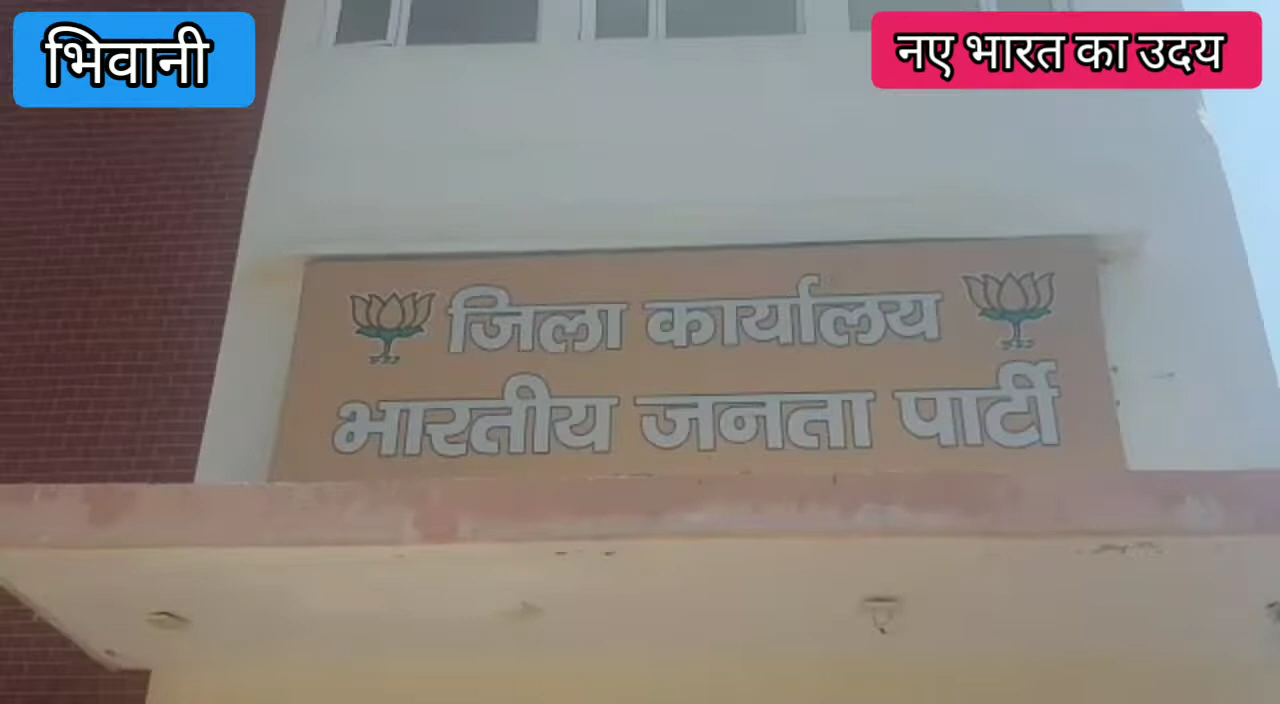 भिवानी
नए भारत का उदय
जिला कार्यालय
भारतीय जनता पार्टी